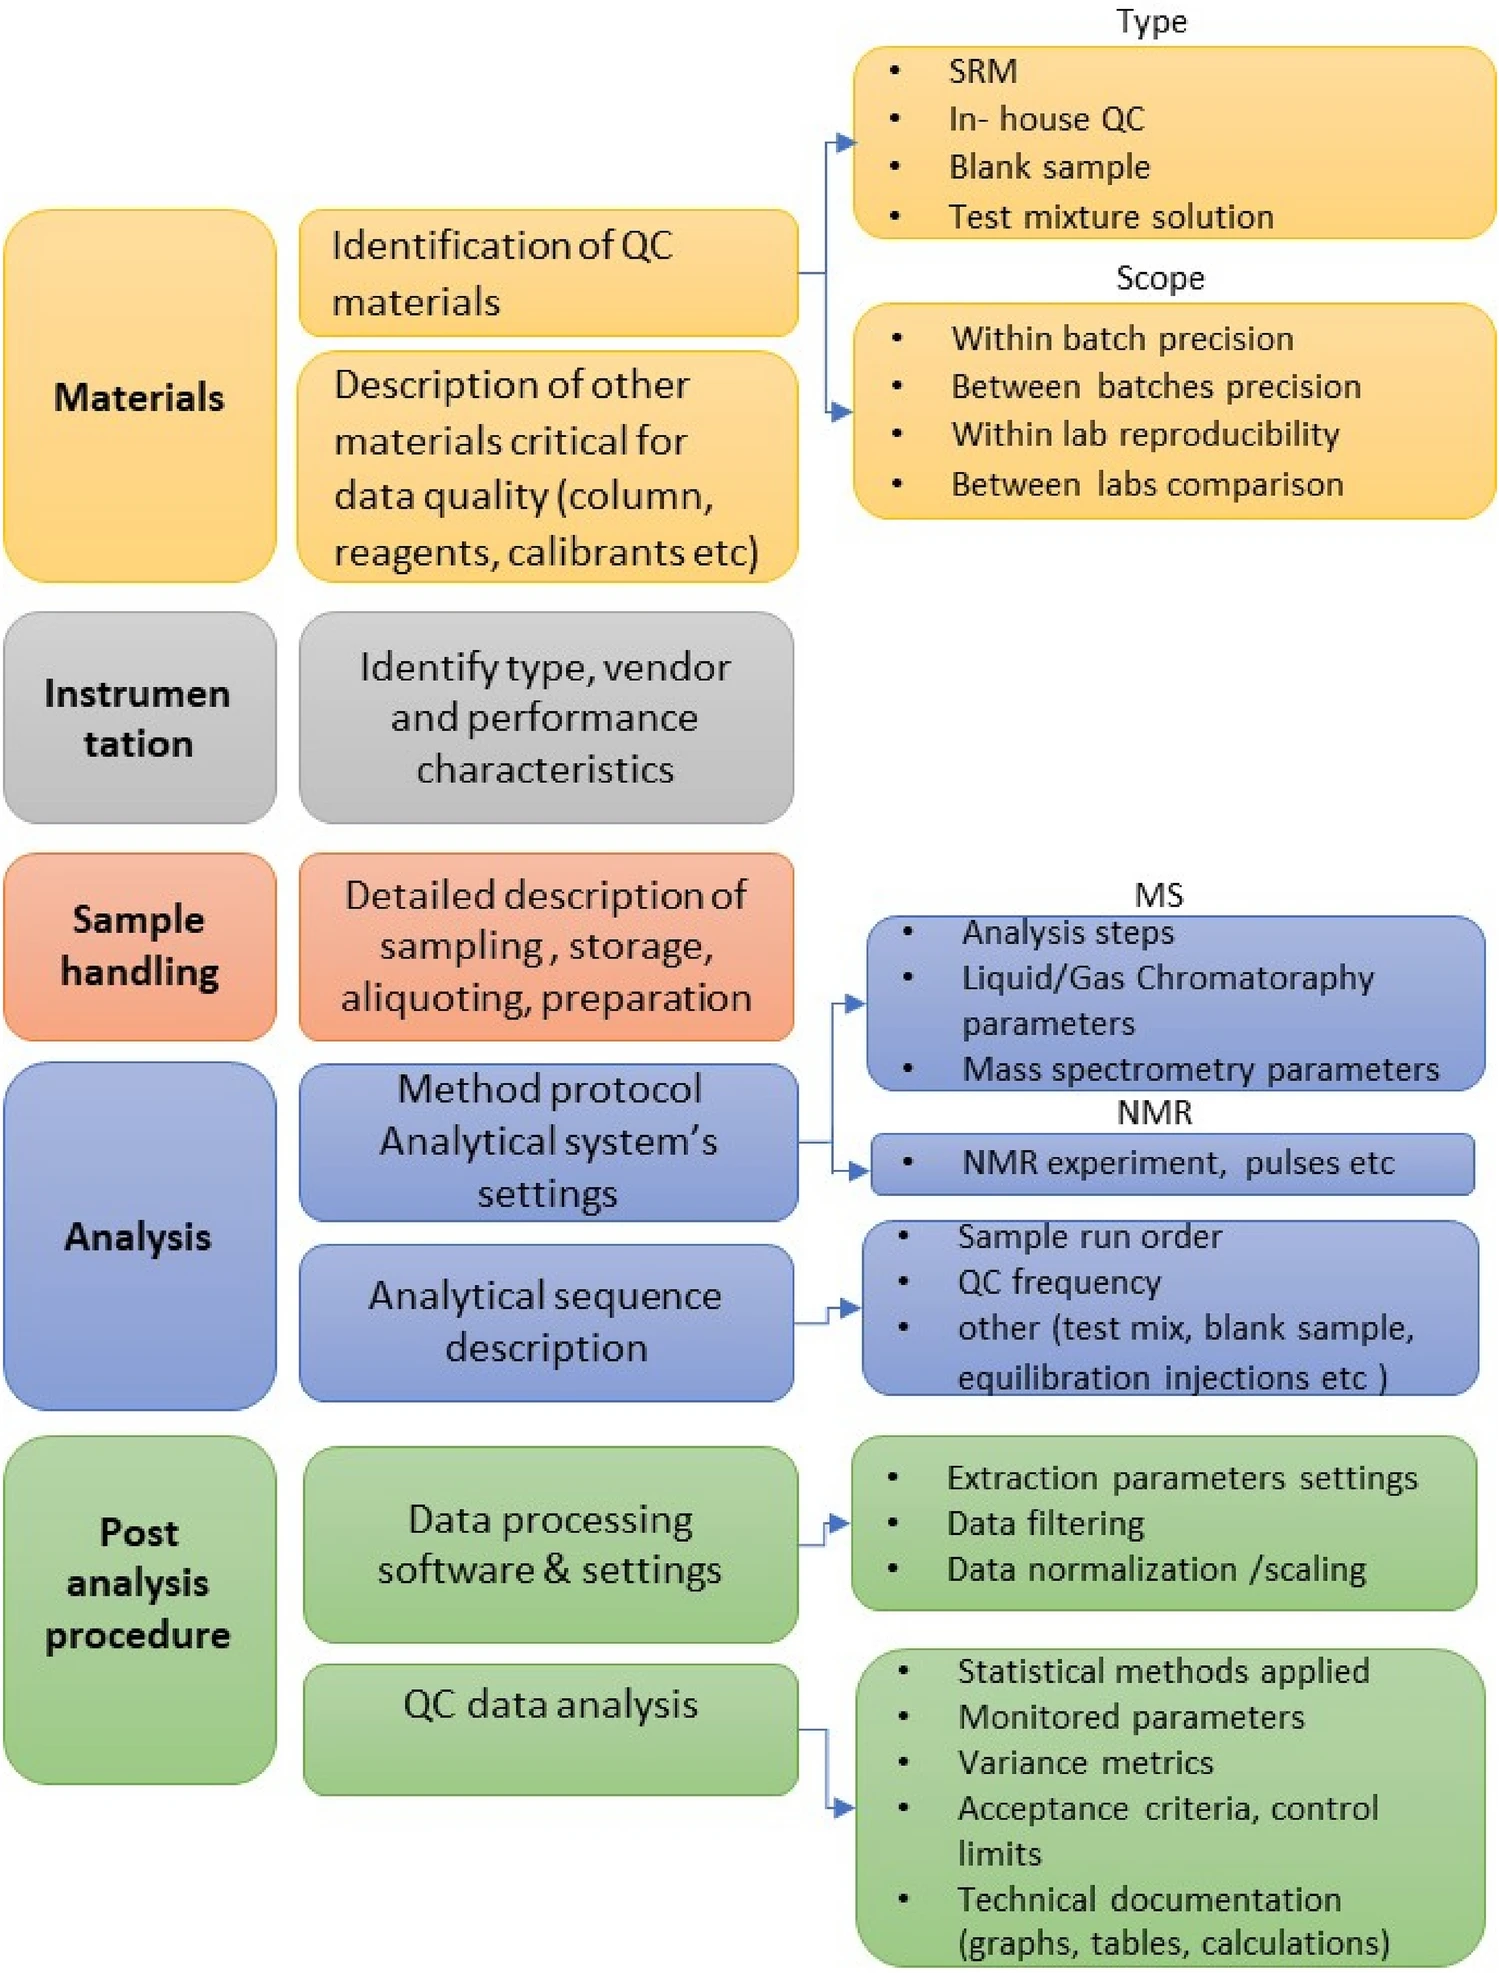 Type
• SRM
• In- house QC
• Blank sample
• Test mixture solution
Materials
Identification of QC
materials
Scope
• Within batch precision
• Between batches precision
• Within lab reproducibility
• Between labs comparison
Description of other
materials critical for
data quality (column,
reagents, calibrants etc)
Instrumen
tation
Identify type, vendor
and performance
characteristics
Sample
handling
Detailed description of
sampling, storage,
aliquoting, preparation
Analysis
Method protocol
Analytical system’s
settings
MS
• Analysis steps
• Liquid/Gas Chromatoraphy
parameters
• Mass spectrometry parameters
NMR
• NMR experiment, pulses etc
Analytical sequence
description
• Sample run order
• QC frequency
• other (test mix, blank sample,
equilibration injections etc )
Post
analysis
procedure
Data processing
software & settings
• Extraction parameters settings
• Data filtering
• Data normalization /scaling
QC data analysis
• Statistical methods applied
• Monitored parameters
• Variance metrics
• Acceptance criteria, control
limits
• Technical documentation
(graphs, tables, calculations)